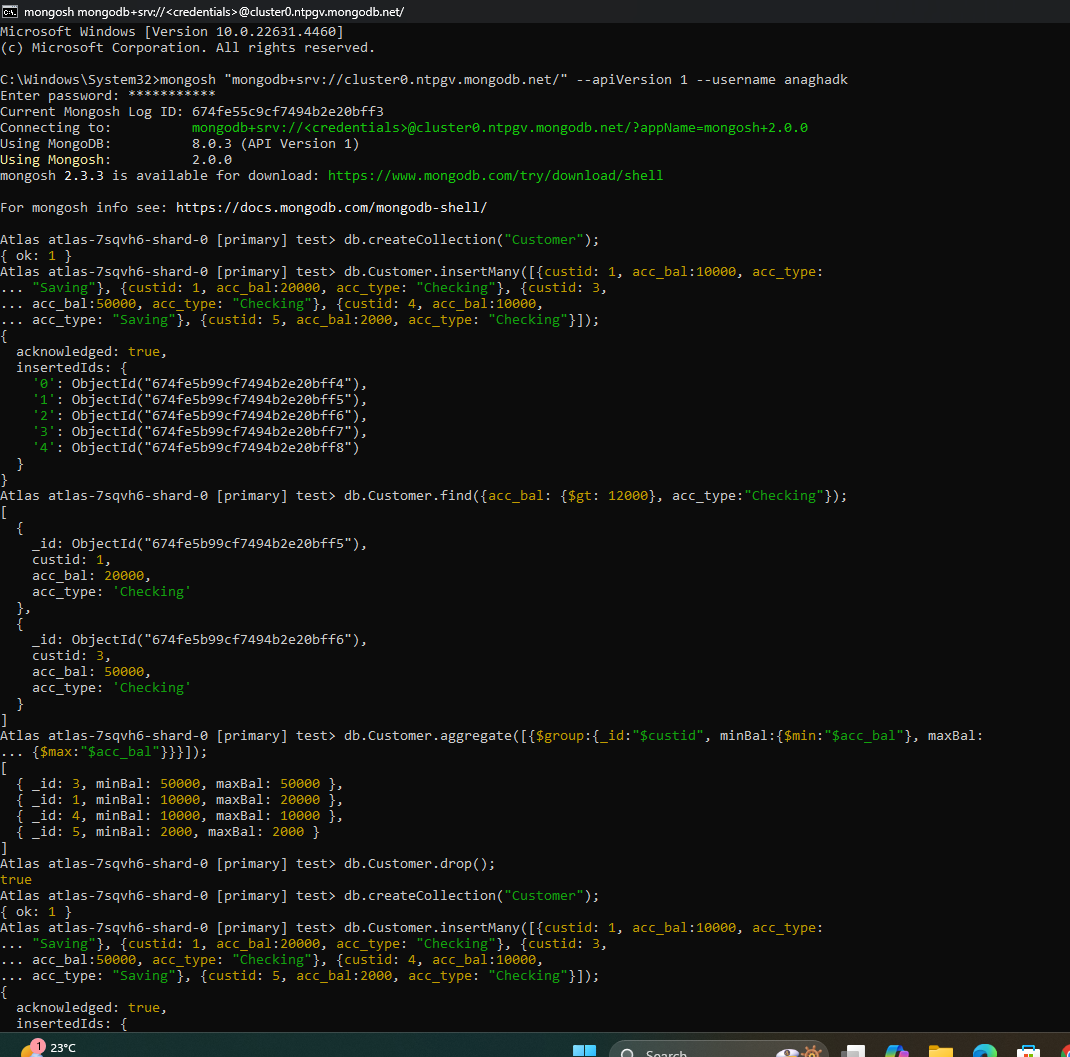 mongosh mongodb+srv://<credentials>@cluster0.ntpgv.mongodb.net/
Microsoft Windows [Version 10.0.22631.4460]
(c) Microsoft Corporation. All rights reserved.
C:\Windows\System32>mongosh "mongodb+srv://cluster0.ntpgv.mongodb.net/" --apiVersion 1 --username anaghadk
Enter password: ***********
Current Mongosh Log ID: 674fe55c9cf7494b2e20bff3
Connecting to:          mongodb+srv://<credentials>@cluster0.ntpgv.mongodb.net/?appName=mongosh+2.0.0
Using MongoDB:          8.0.3 (API Version 1)
Using Mongosh:          2.0.0
mongosh 2.3.3 is available for download: https://www.mongodb.com/try/download/shell
For mongosh info see: https://docs.mongodb.com/mongodb-shell/
Atlas atlas-7sqvh6-shard-0 [primary] test> db.createCollection("Customer");
{ ok: 1 }
Atlas atlas-7sqvh6-shard-0 [primary] test> db.Customer.insertMany([{custid: 1, acc_bal:10000, acc_type:
... "Saving"}, {custid: 1, acc_bal:20000, acc_type: "Checking"}, {custid: 3,
... acc_bal:50000, acc_type: "Checking"}, {custid: 4, acc_bal:10000,
... acc_type: "Saving"}, {custid: 5, acc_bal:2000, acc_type: "Checking"}]);
{
  acknowledged: true,
  insertedIds: {
    '0': ObjectId("674fe5b99cf7494b2e20bff4"),
    '1': ObjectId("674fe5b99cf7494b2e20bff5"),
    '2': ObjectId("674fe5b99cf7494b2e20bff6"),
    '3': ObjectId("674fe5b99cf7494b2e20bff7"),
    '4': ObjectId("674fe5b99cf7494b2e20bff8")
  }
}
Atlas atlas-7sqvh6-shard-0 [primary] test> db.Customer.find({acc_bal: {$gt: 12000}, acc_type:"Checking"});
[
  {
    _id: ObjectId("674fe5b99cf7494b2e20bff5"),
    custid: 1,
    acc_bal: 20000,
    acc_type: 'Checking'
  },
  {
    _id: ObjectId("674fe5b99cf7494b2e20bff6"),
    custid: 3,
    acc_bal: 50000,
    acc_type: 'Checking'
  }
]
Atlas atlas-7sqvh6-shard-0 [primary] test> db.Customer.aggregate([{$group:{_id:"$custid", minBal:{$min:"$acc_bal"}, maxBal:
... {$max:"$acc_bal"}}}]);
[
  { _id: 3, minBal: 50000, maxBal: 50000 },
  { _id: 1, minBal: 10000, maxBal: 20000 },
  { _id: 4, minBal: 10000, maxBal: 10000 },
  { _id: 5, minBal: 2000, maxBal: 2000 }
]
Atlas atlas-7sqvh6-shard-0 [primary] test> db.Customer.drop();
true
Atlas atlas-7sqvh6-shard-0 [primary] test> db.createCollection("Customer");
{ ok: 1 }
Atlas atlas-7sqvh6-shard-0 [primary] test> db.Customer.insertMany([{custid: 1, acc_bal:10000, acc_type:
... "Saving"}, {custid: 1, acc_bal:20000, acc_type: "Checking"}, {custid: 3,
... acc_bal:50000, acc_type: "Checking"}, {custid: 4, acc_bal:10000,
... acc_type: "Saving"}, {custid: 5, acc_bal:2000, acc_type: "Checking"}]);
{
  acknowledged: true,
  insertedIds: {
1 23°C
Search